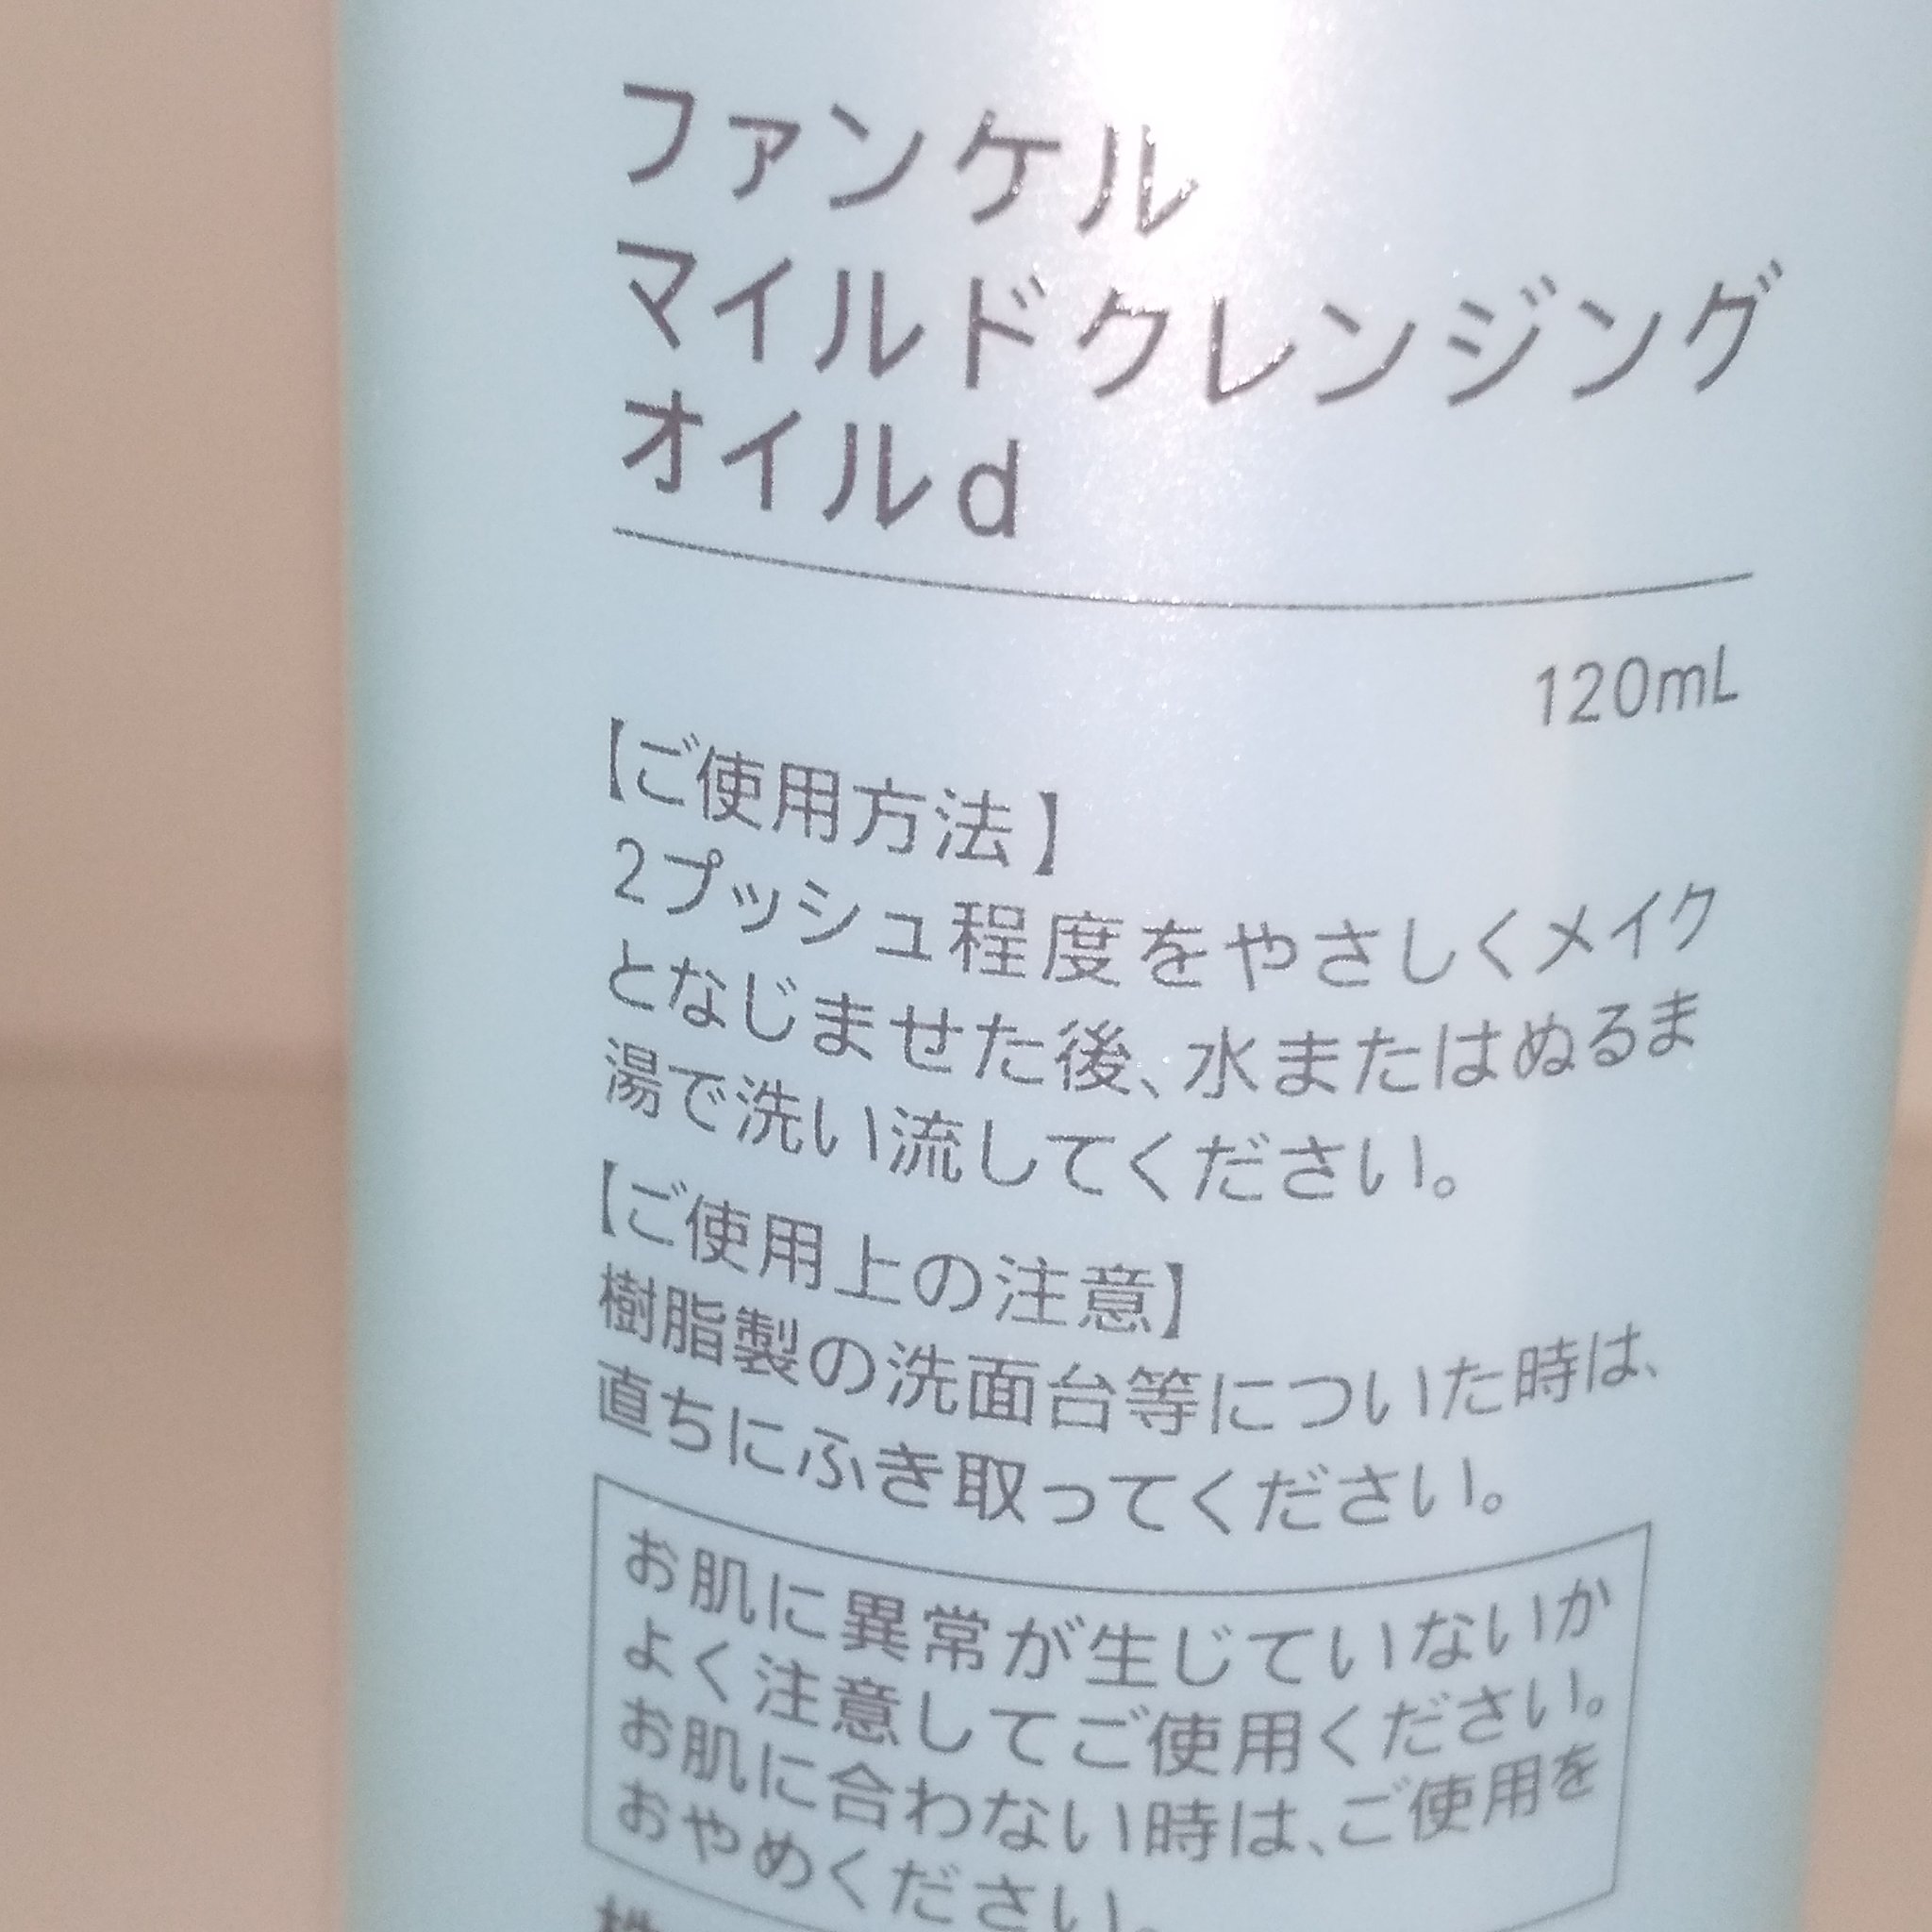 ファンケル
マイルドクレンジング
オイルd
120mL
【ご使用方法】
2プッシュ程度をやさしくメイク
となじませた後、水またはぬるま
湯で洗い流してください。
【ご使用上の注意】
樹脂製の洗面台等についた時は、
直ちにふき取ってください。
お肌に異常が生じていないか
よく注意してご使用ください。
お肌に合わない時は、ご使用を
おやめください。